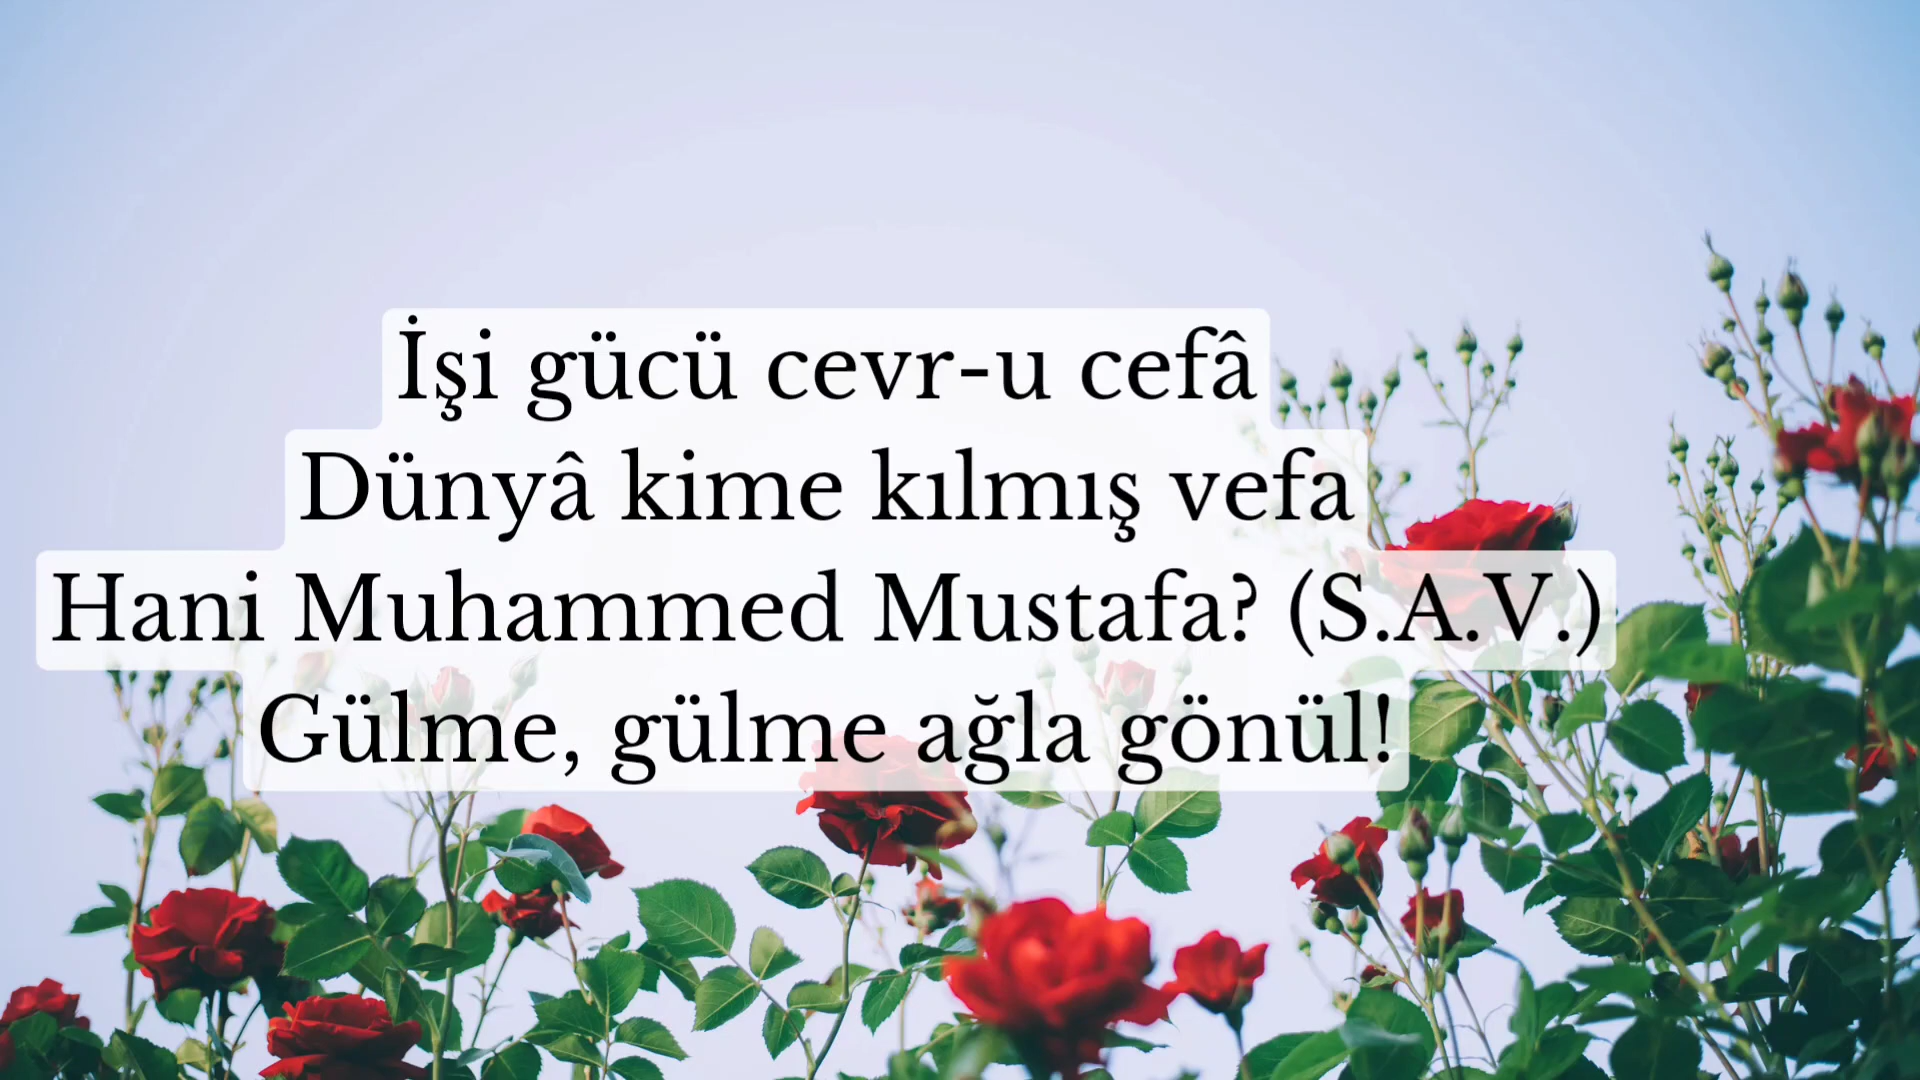 İşi gücü cevr-u cefâ
Dünyâ kime kılmış vefa
Hani Muhammed Mustafa? (S.A.V.)
Gülme, gülme ağla gönül!